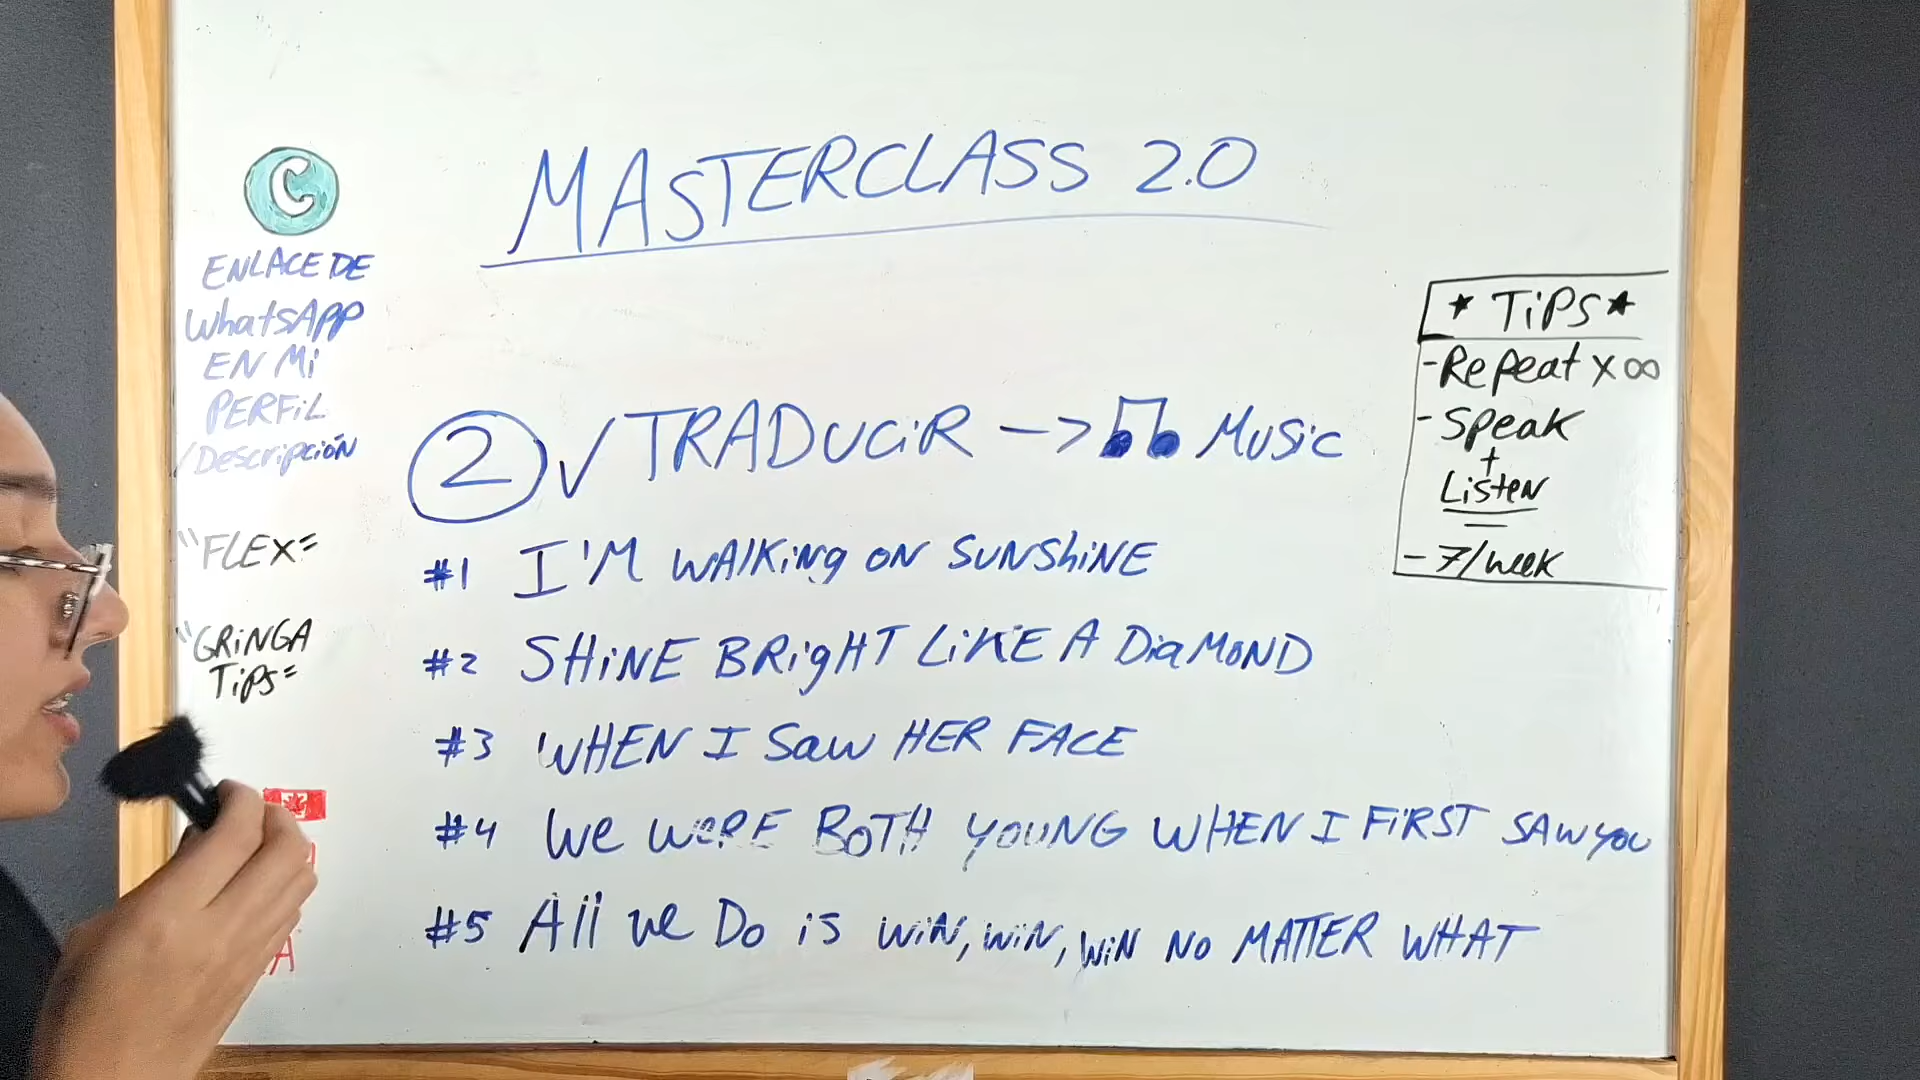 MASTERCLASS 2.0
C
ENLACE DE
WhatsApp
EN Mi
PERFiL
/Descripción
"FLEX=
"GRiNGA
TiPS=
* TiPS *
- Repeat x ∞
- Speak
+
Listen
- 7/week
2 ✓ TRADuCiR -> Music
#1 I'M WAlKiNg ON SUNShiNE
#2 SHiNE BRigHT LiKE A DiaMOND
#3 WHEN I Saw HER FACE
#4 We WERE BOTH YOUNG WHEN I FiRST SAW YOU
#5 All we Do is WiN, WiN, WiN NO MATTER WHAT